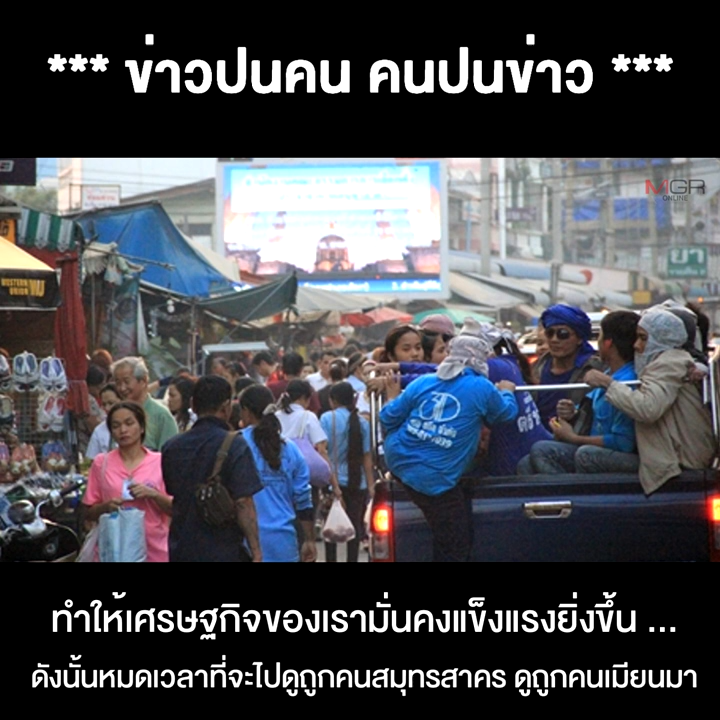 *** ข่าวปนคน คนปนข่าว ***
MGR
ONLINE
WESTERN
UNION WU
ยา
ทำให้เศรษฐกิจของเรามั่นคงแข็งแรงยิ่งขึ้น ...
ดังนั้นหมดเวลาที่จะไปดูถูกคนสมุทรสาคร ดูถูกคนเมียนมา